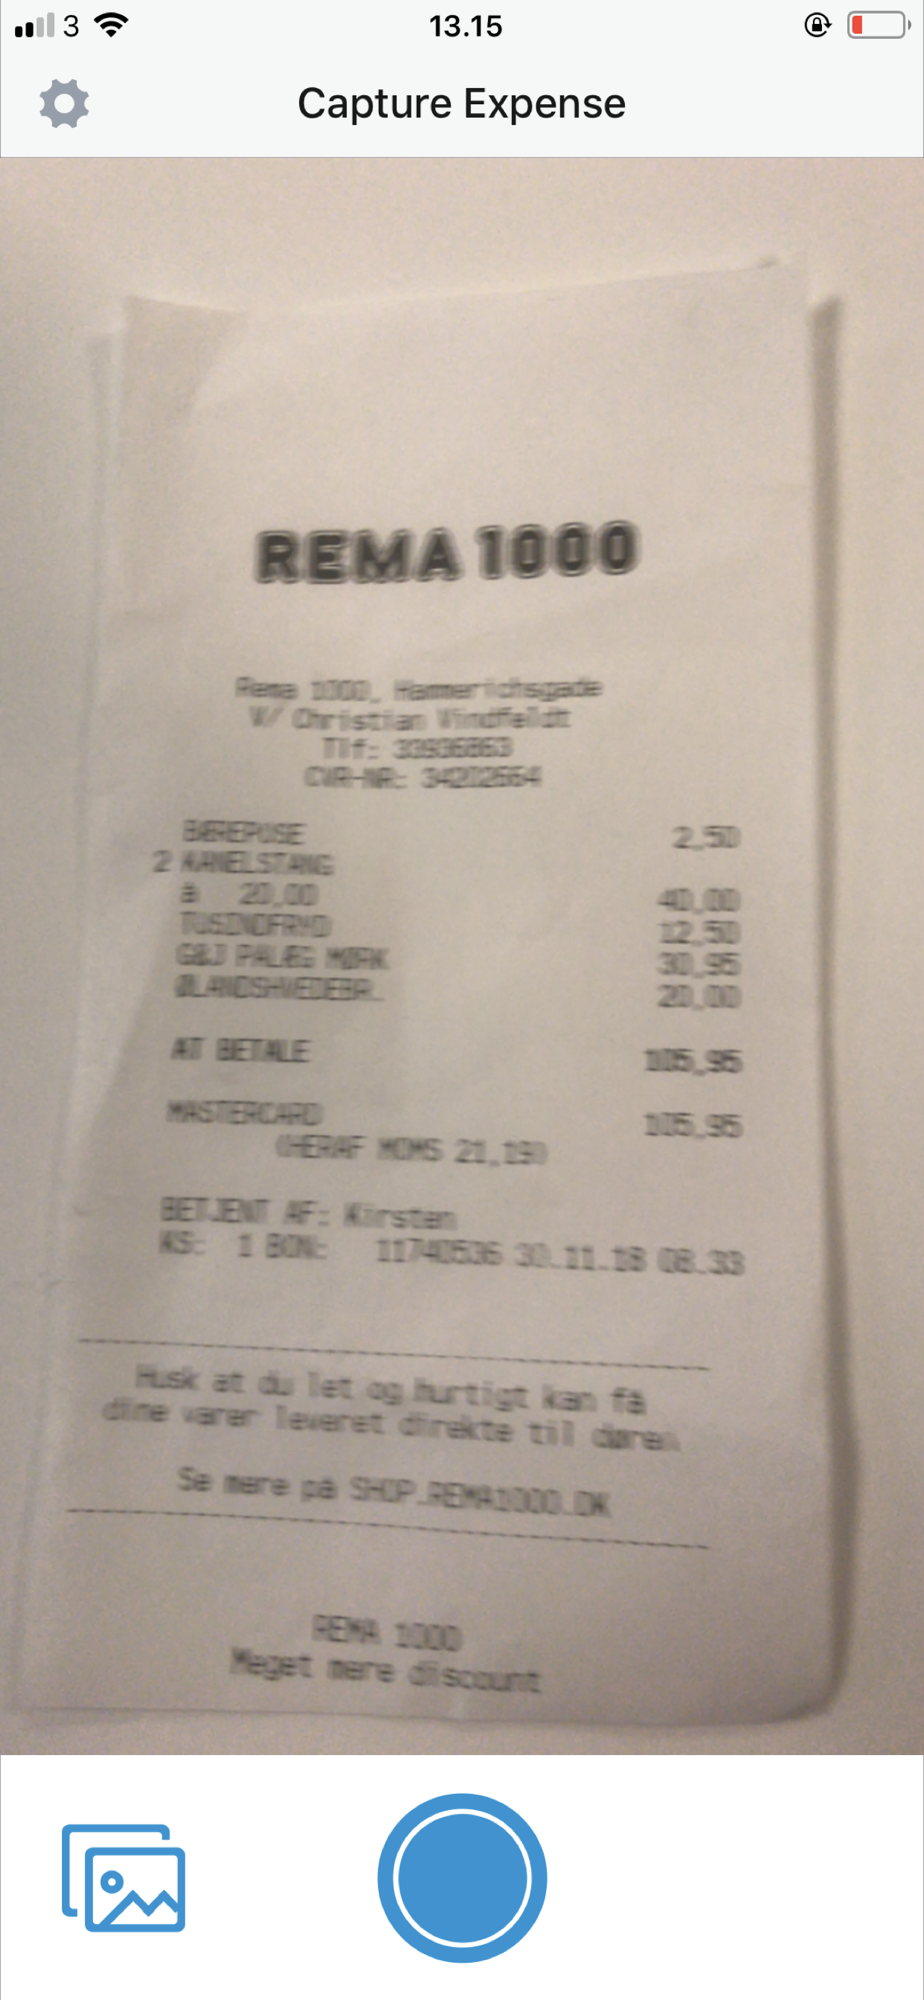 3
13.15
Capture Expense
REMA 1000
Rema 1000, Hammerichsgade
V/ Christian Vindfeldt
Tlf: 33936863
CVR-NR: 34202664
BÆREPOSE 2,50
2 KANELSTANG
a 20,00 40,00
TUSINDFRYD 12,50
G&J PALÆG MØRK 30,95
ØLANDSHVEDEBR. 20,00
AT BETALE 105,95
MASTERCARD 105,95
(HERAF MOMS 21,19)
BETJENT AF: Kirsten
KS: 1 BON: 11740536 30.11.18 08.33
Husk at du let og hurtigt kan få
dine varer leveret direkte til døren
Se mere på SHOP.REMA1000.DK
REMA 1000
Meget mere discount